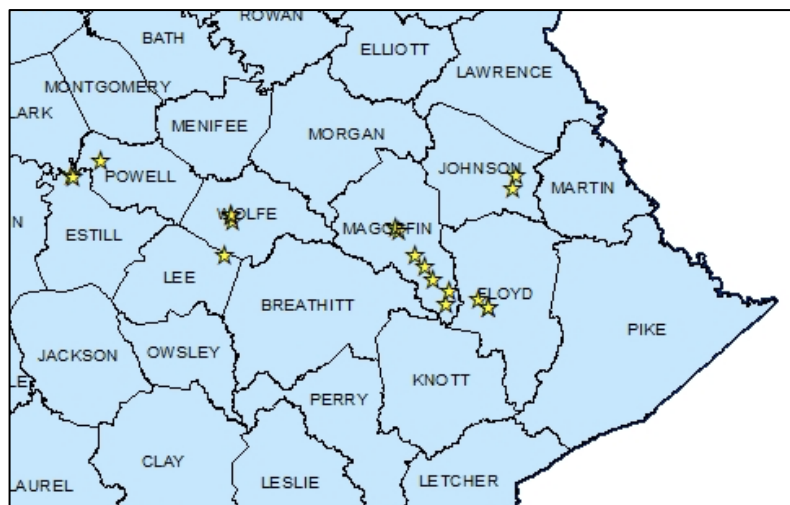 ROWAN
BATH
ELLIOTT
LAWRENCE
MONTGOMERY
LARK
MENIFEE
MORGAN
JOHNSON
POWELL
MARTIN
WOLFE
N
MAGOFFIN
ESTILL
LEE
FLOYD
BREATHITT
PIKE
JACKSON
OWSLEY
KNOTT
LE
PERRY
CLAY
LESLIE
LETCHER
LAUREL